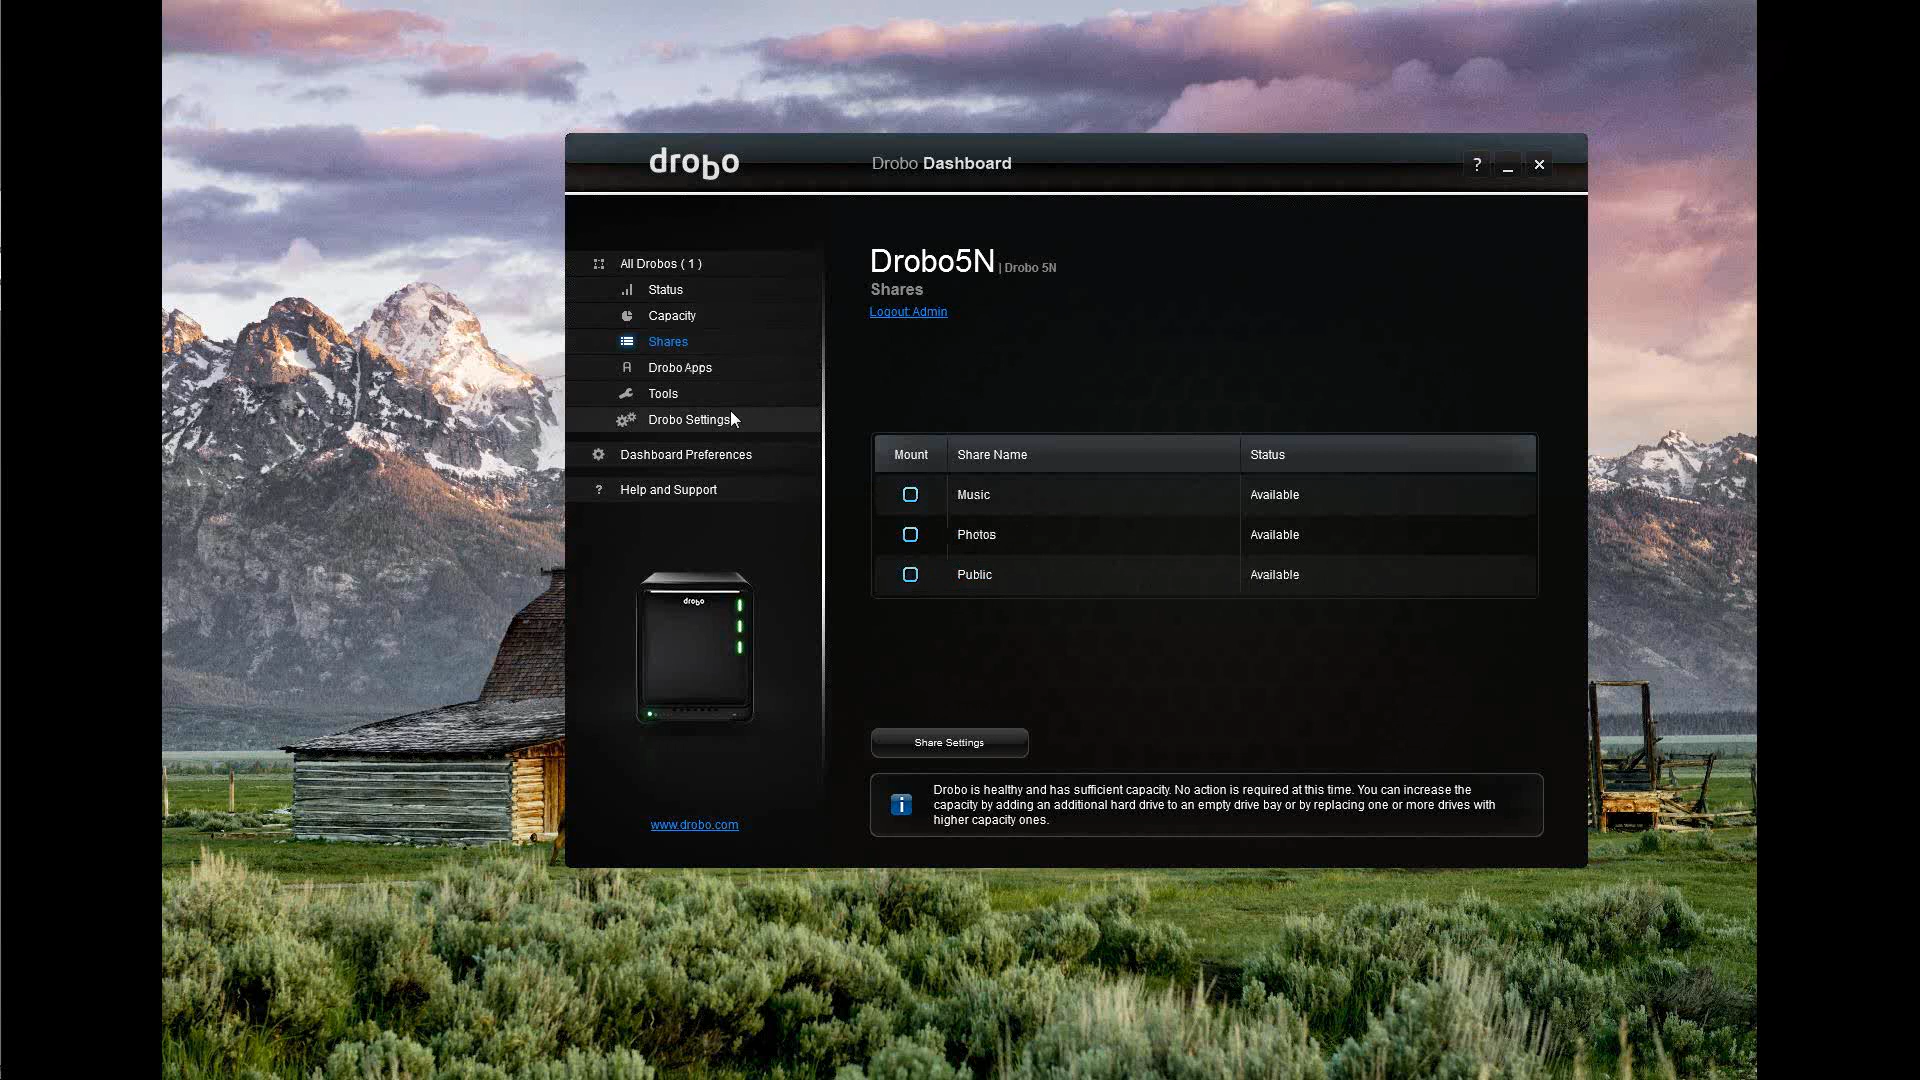 drobo
Drobo Dashboard
?
All Drobos ( 1 )
Status
Capacity
Shares
Drobo Apps
Tools
Drobo Settings
Dashboard Preferences
? Help and Support
drobo
www.drobo.com
Drobo5N | Drobo 5N
Shares
Logout: Admin
Mount Share Name Status
Music Available
Photos Available
Public Available
Share Settings
i
Drobo is healthy and has sufficient capacity. No action is required at this time. You can increase the
capacity by adding an additional hard drive to an empty drive bay or by replacing one or more drives with
higher capacity ones.